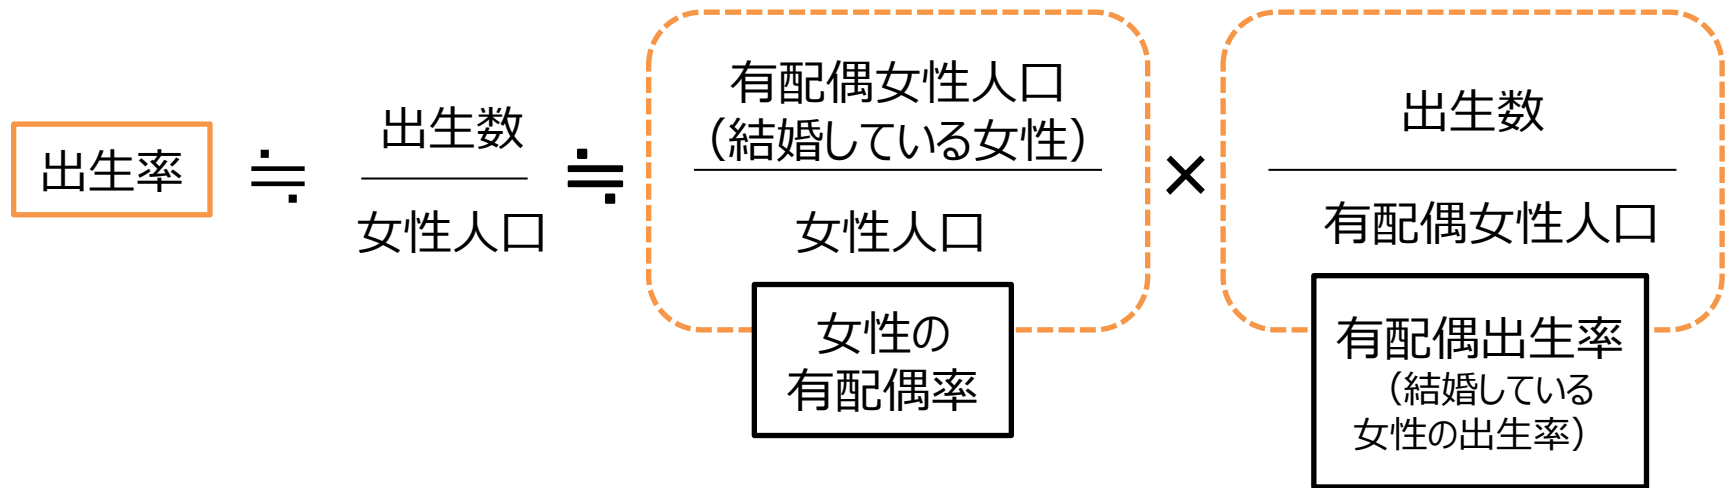 出生率
≒
出生数
女性人口
≒
有配偶女性人口
(結婚している女性)
女性人口
女性の
有配偶率
×
出生数
有配偶女性人口
有配偶出生率
(結婚している
女性の出生率)